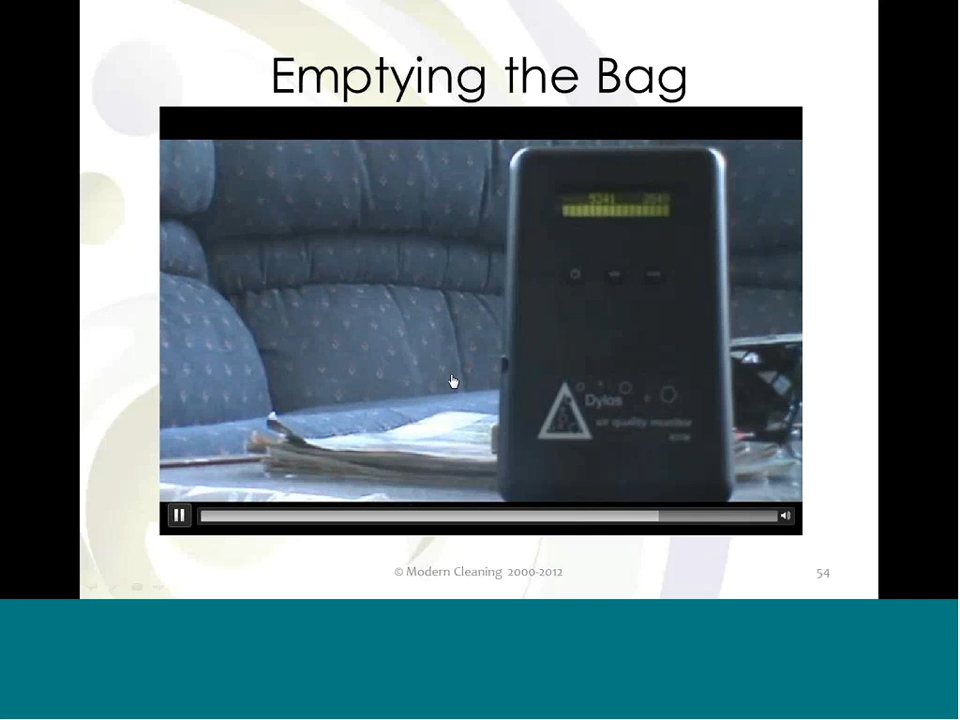 Emptying the Bag
Dylos
air quality monitor
© Modern Cleaning 2000-2012
54